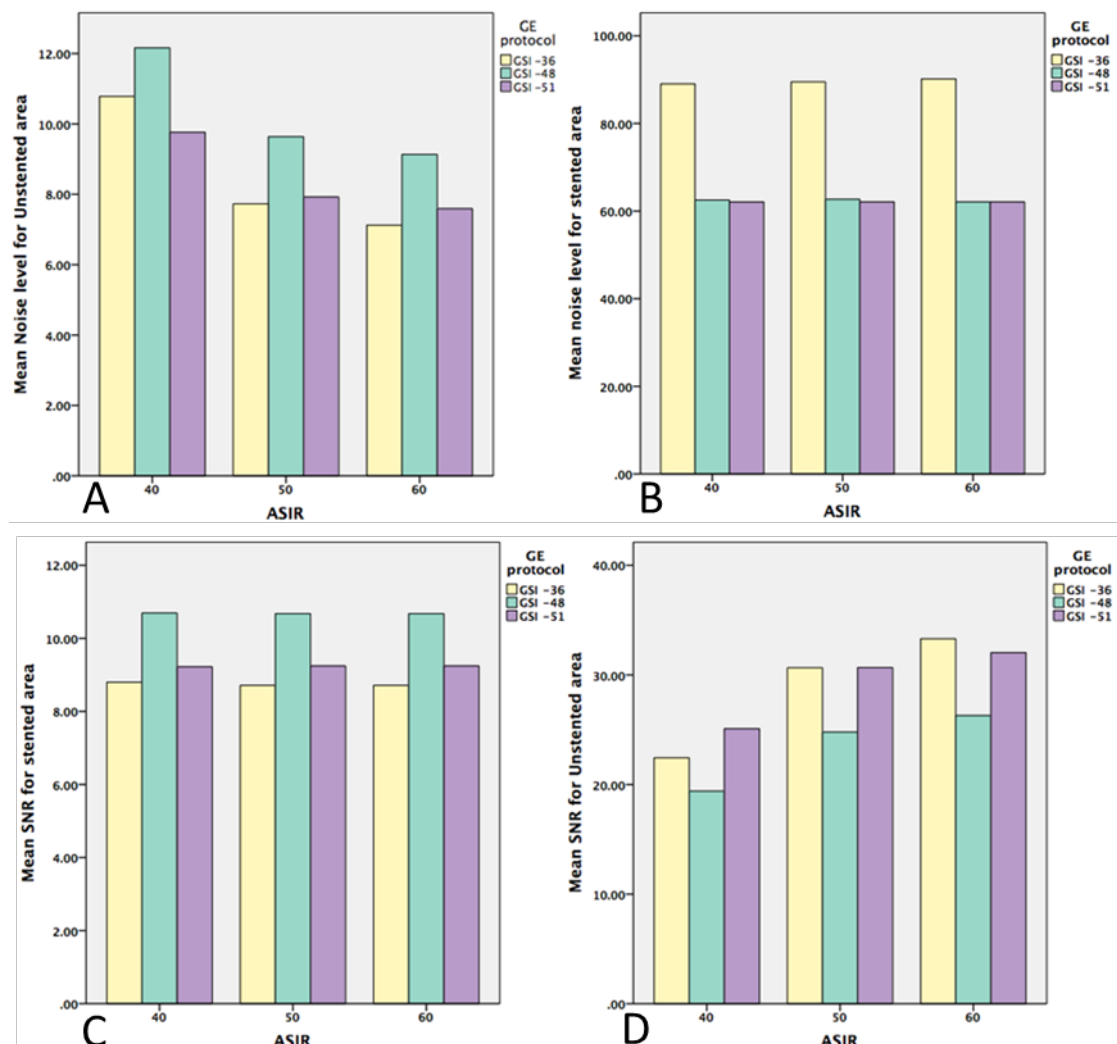 GE
protocol
GSI -36
GSI -48
GSI -51
Mean Noise level for Unstented area
12.00
10.00
8.00
6.00
4.00
2.00
.00
40
50
60
A
ASIR
GE
protocol
GSI -36
GSI -48
GSI -51
Mean noise level for stented area
100.00
80.00
60.00
40.00
20.00
.00
40
50
60
B
ASIR
GE
protocol
GSI -36
GSI -48
GSI -51
Mean SNR for stented area
12.00
10.00
8.00
6.00
4.00
2.00
.00
40
50
60
C
ASIR
GE
protocol
GSI -36
GSI -48
GSI -51
Mean SNR for Unstented area
40.00
30.00
20.00
10.00
.00
40
50
60
D
ASIR